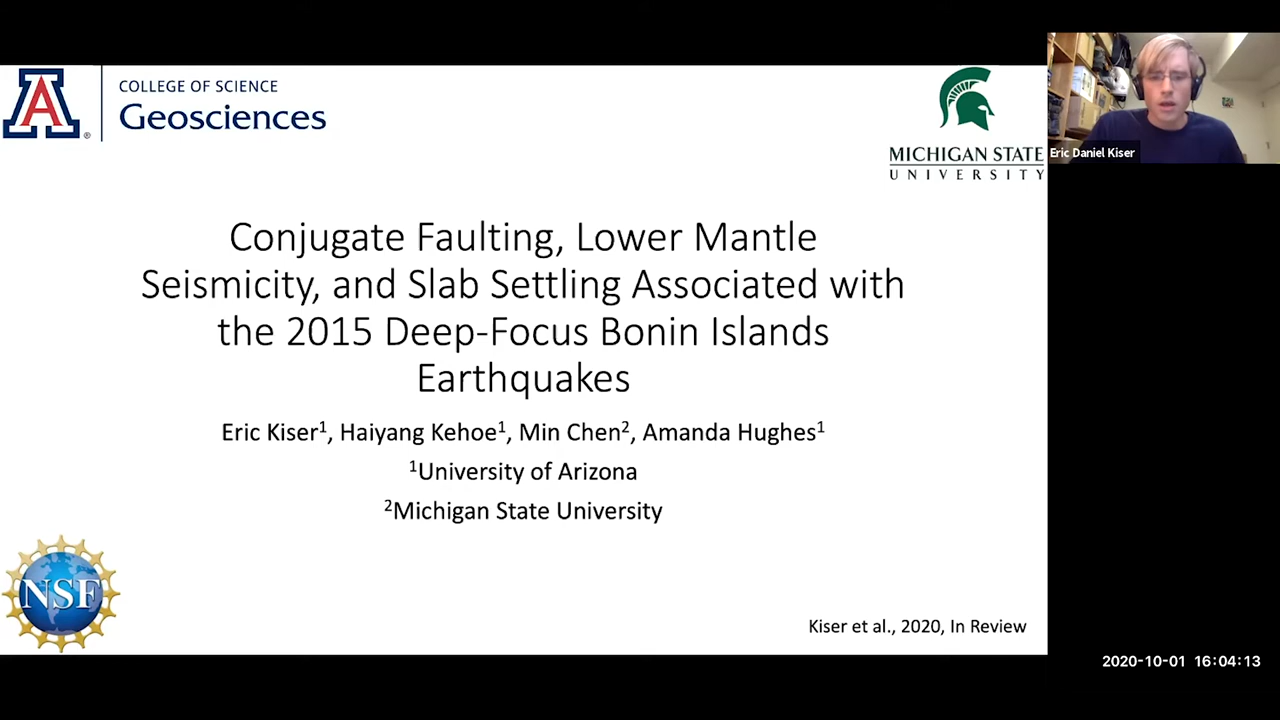 COLLEGE OF SCIENCE
Geosciences
A
®
MICHIGAN STATE
UNIVERSITY
Eric Daniel Kiser
Conjugate Faulting, Lower Mantle
Seismicity, and Slab Settling Associated with
the 2015 Deep-Focus Bonin Islands
Earthquakes
Eric Kiser¹, Haiyang Kehoe¹, Min Chen², Amanda Hughes¹
¹University of Arizona
²Michigan State University
NSF
Kiser et al., 2020, In Review
2020-10-01 16:04:13